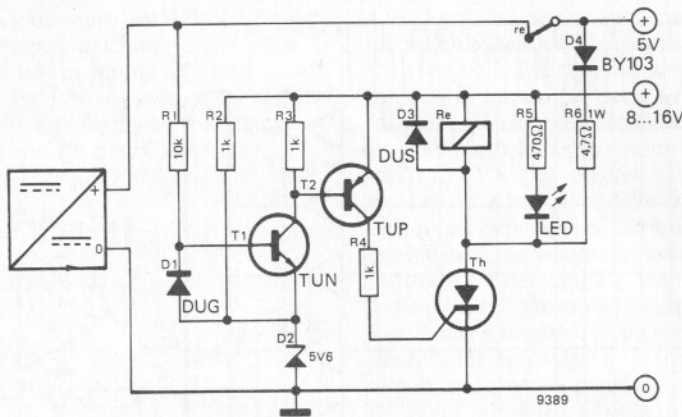 re
+
D4
5V
BY103
+
8...16V
R1
10k
R2
1k
R3
1k
D3
DUS
Re
R5
470Ω
R6
1W
4,7Ω
+
0
T1
T2
TUP
TUN
R4
1k
LED
Th
D1
DUG
D2
5V6
9389
0